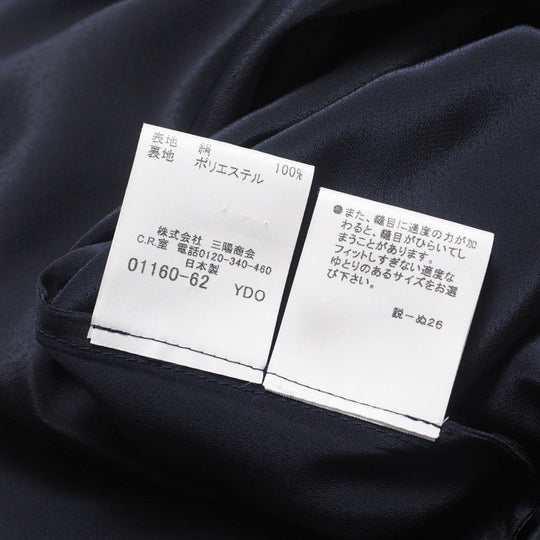 表地 絹 100%
裏地 ポリエステル
株式会社 三陽商会
C.R.室 電話0120-340-460
日本製
01160-62 YDO
●また、縫目に過度の力が加
わると、縫目がひらいてし
まうことがあります。
フィットしすぎない適度な
ゆとりのあるサイズをお選
び下さい。
説－ぬ26